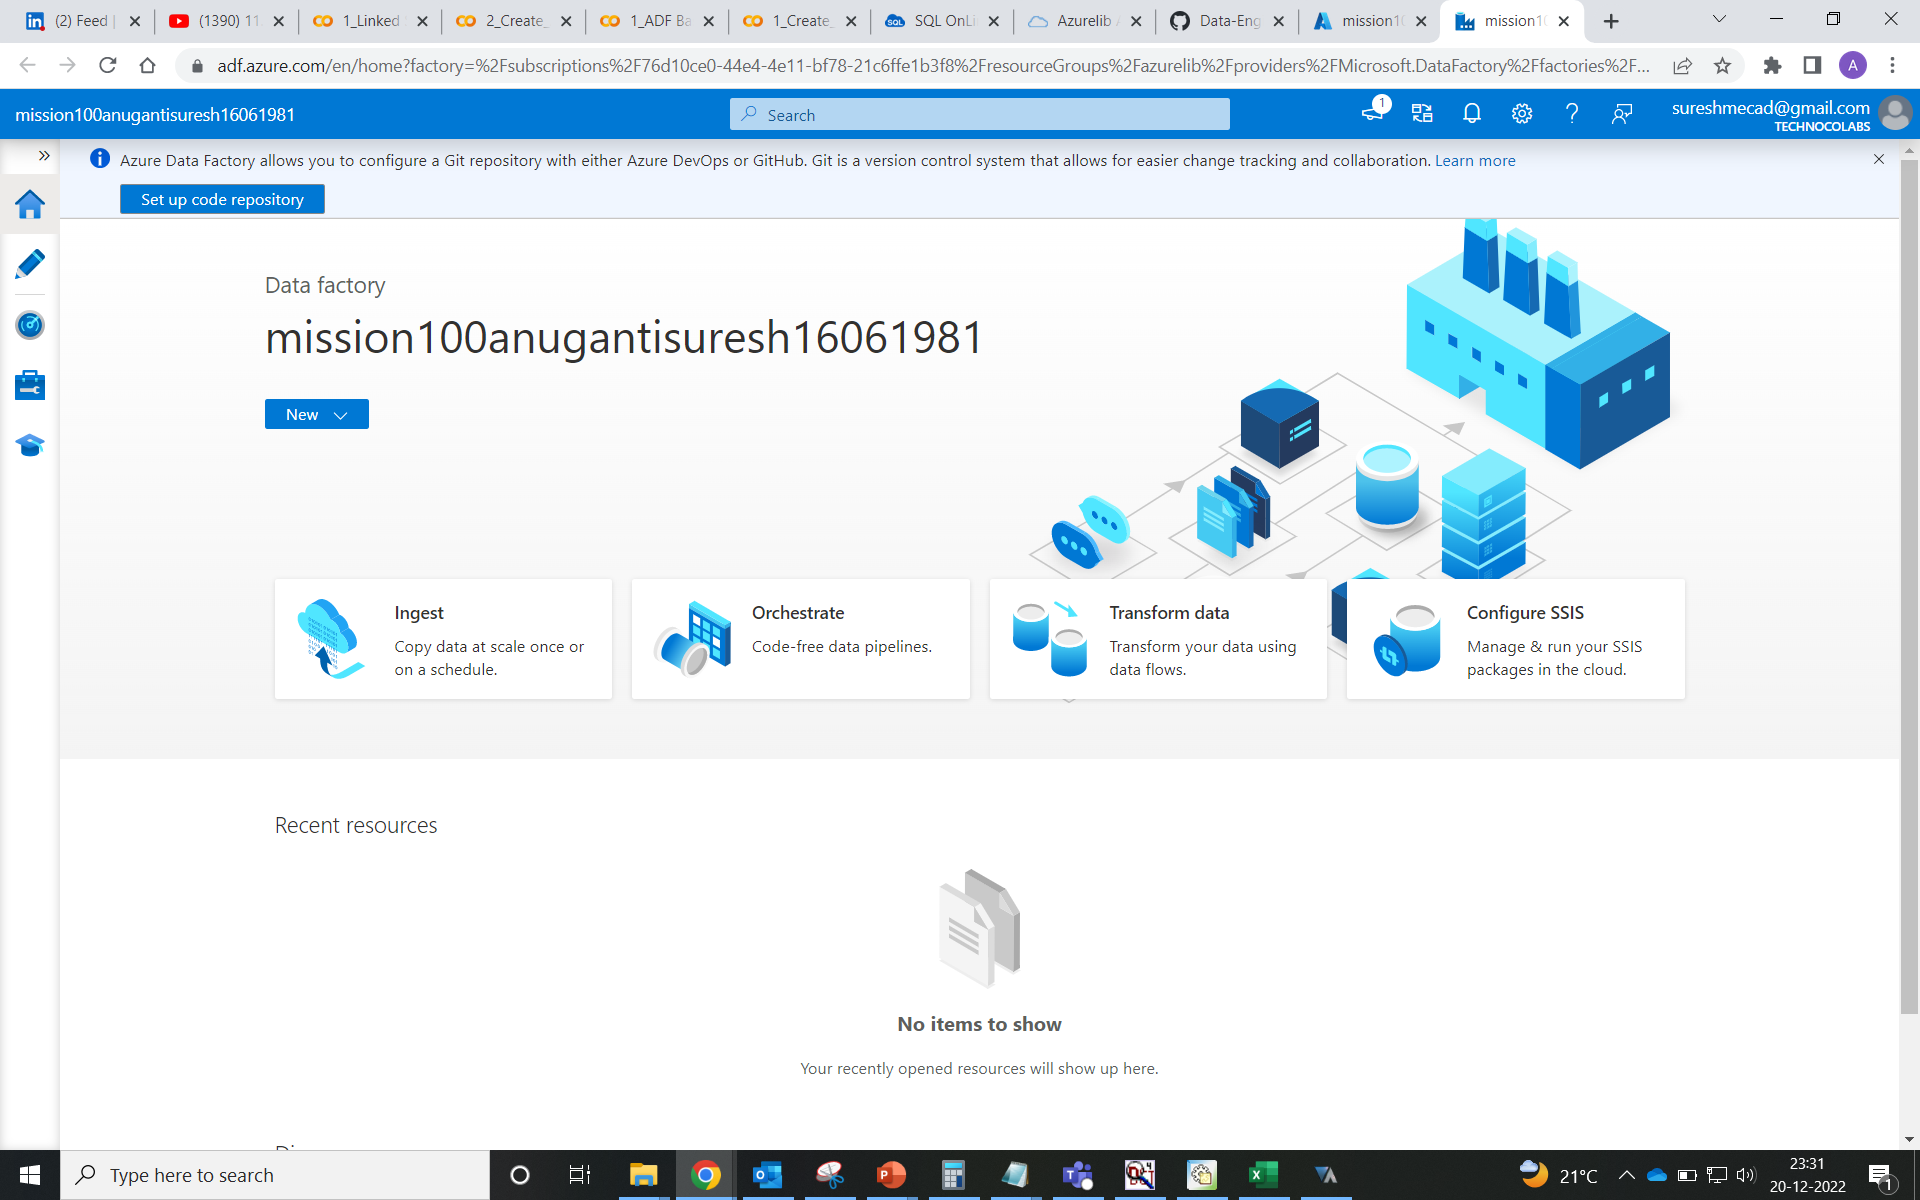 (2) Feed |
(1390) 11
1_Linked
2_Create_
1_ADF Ba
1_Create_
SQL OnLi
Azurelib A
Data-Eng
mission10
mission10
adf.azure.com/en/home?factory=%2Fsubscriptions%2F76d10ce0-44e4-4e11-bf78-21c6ffe1b3f8%2FresourceGroups%2Fazurelib%2Fproviders%2FMicrosoft.DataFactory%2Ffactories%2F...
A
mission100anugantisuresh16061981
Search
1
sureshmecad@gmail.com
TECHNOCOLABS
Azure Data Factory allows you to configure a Git repository with either Azure DevOps or GitHub. Git is a version control system that allows for easier change tracking and collaboration. Learn more
Set up code repository
Data factory
mission100anugantisuresh16061981
New
Ingest
Copy data at scale once or
on a schedule.
Orchestrate
Code-free data pipelines.
Transform data
Transform your data using
data flows.
Configure SSIS
Manage & run your SSIS
packages in the cloud.
Recent resources
No items to show
Your recently opened resources will show up here.
Type here to search
21°C
23:31
20-12-2022
1